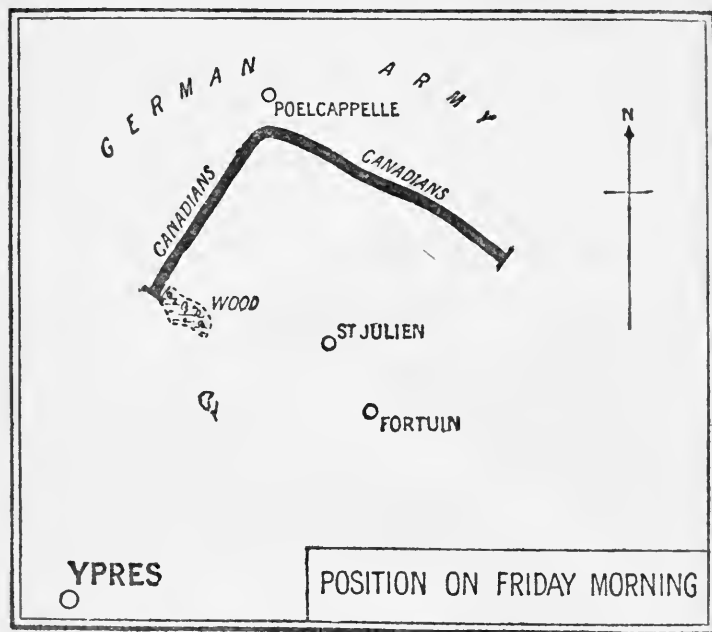 GERMAN ARMY
N
POELCAPPELLE
CANADIANS
CANADIANS
WOOD
ST JULIEN
FORTUIN
YPRES
POSITION ON FRIDAY MORNING